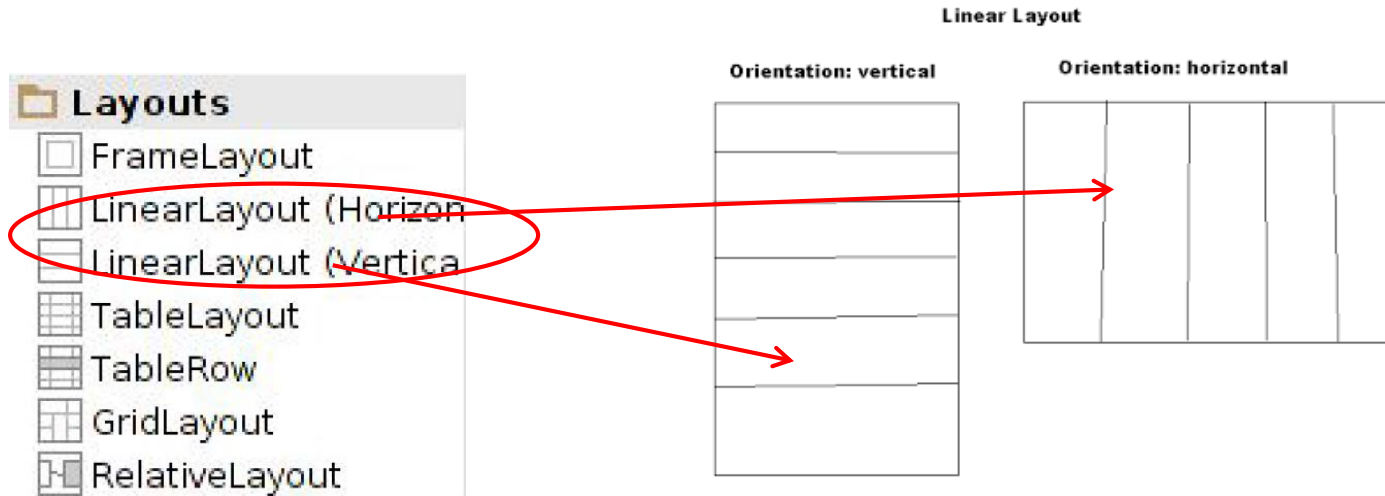 Linear Layout
Orientation: vertical
Orientation: horizontal
Layouts
FrameLayout
LinearLayout (Horizon
LinearLayout (Vertica
TableLayout
TableRow
GridLayout
RelativeLayout